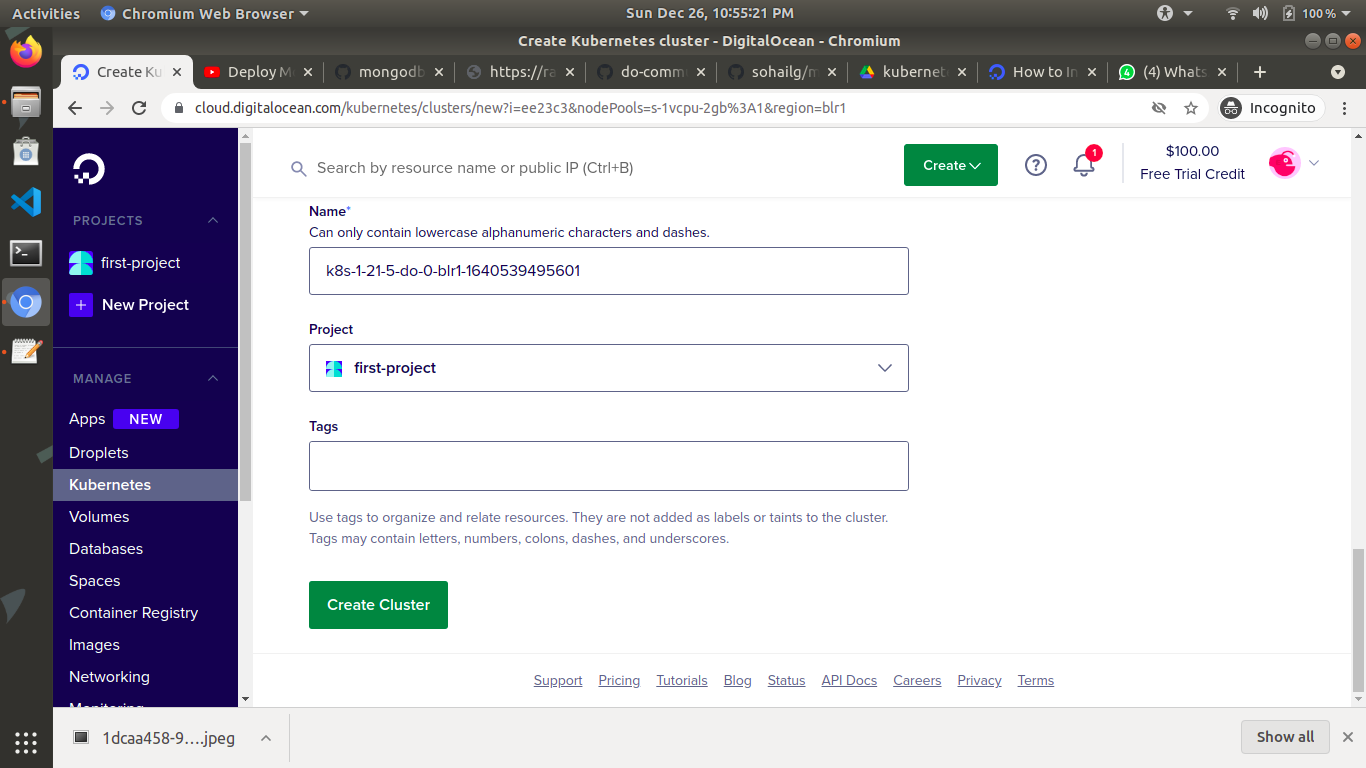 Activities
Chromium Web Browser
Sun Dec 26, 10:55:21 PM
100 %
Create Kubernetes cluster - DigitalOcean - Chromium
Create Ku
Deploy M
mongodb
https://ra
do-comm
sohailg/m
kubernet
How to In
(4) Whats
cloud.digitalocean.com/kubernetes/clusters/new?i=ee23c3&nodePools=s-1vcpu-2gb%3A1&region=blr1
Incognito
Search by resource name or public IP (Ctrl+B)
Create
1
$100.00
Free Trial Credit
PROJECTS
first-project
New Project
MANAGE
Apps NEW
Droplets
Kubernetes
Volumes
Databases
Spaces
Container Registry
Images
Networking
Monitoring
Name*
Can only contain lowercase alphanumeric characters and dashes.
k8s-1-21-5-do-0-blr1-1640539495601
Project
first-project
Tags
Use tags to organize and relate resources. They are not added as labels or taints to the cluster.
Tags may contain letters, numbers, colons, dashes, and underscores.
Create Cluster
Support Pricing Tutorials Blog Status API Docs Careers Privacy Terms
1dcaa458-9....jpeg
Show all